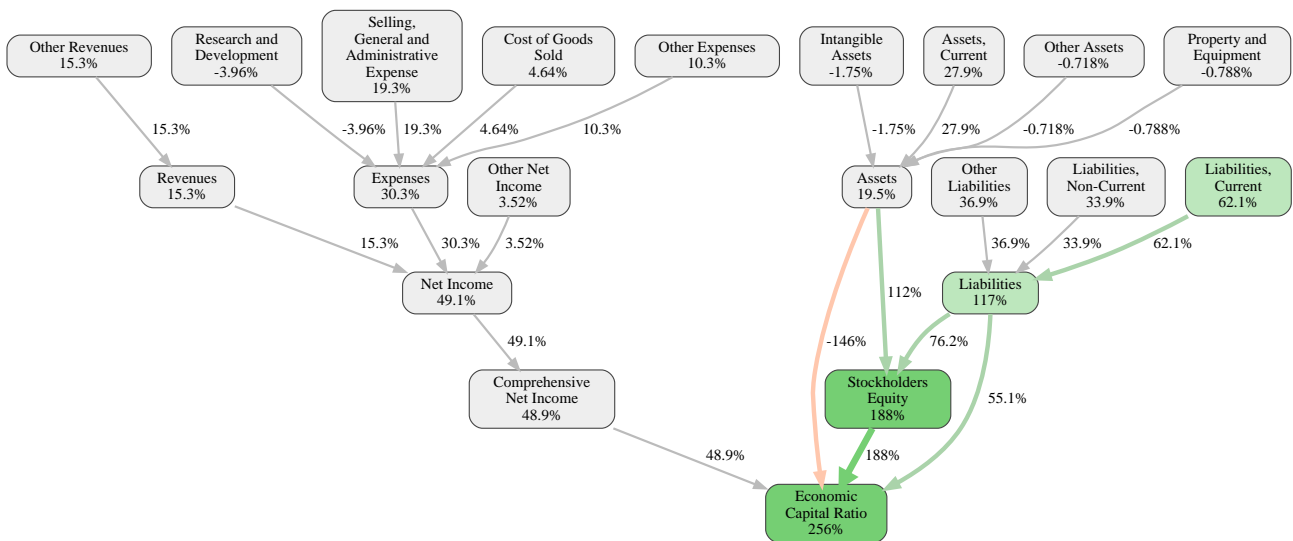 Other Revenues
15.3%
Research and
Development
-3.96%
Selling,
General and
Administrative
Expense
19.3%
Cost of Goods
Sold
4.64%
Other Expenses
10.3%
Intangible
Assets
-1.75%
Assets,
Current
27.9%
Other Assets
-0.718%
Property and
Equipment
-0.788%
15.3%
-3.96%
19.3%
4.64%
10.3%
-1.75%
27.9%
-0.718%
-0.788%
Revenues
15.3%
Expenses
30.3%
Other Net
Income
3.52%
Assets
19.5%
Other
Liabilities
36.9%
Liabilities,
Non-Current
33.9%
Liabilities,
Current
62.1%
15.3%
30.3%
3.52%
36.9%
33.9%
62.1%
Net Income
49.1%
Liabilities
117%
112%
49.1%
-146%
76.2%
Comprehensive
Net Income
48.9%
Stockholders
Equity
188%
55.1%
48.9%
188%
Economic
Capital Ratio
256%